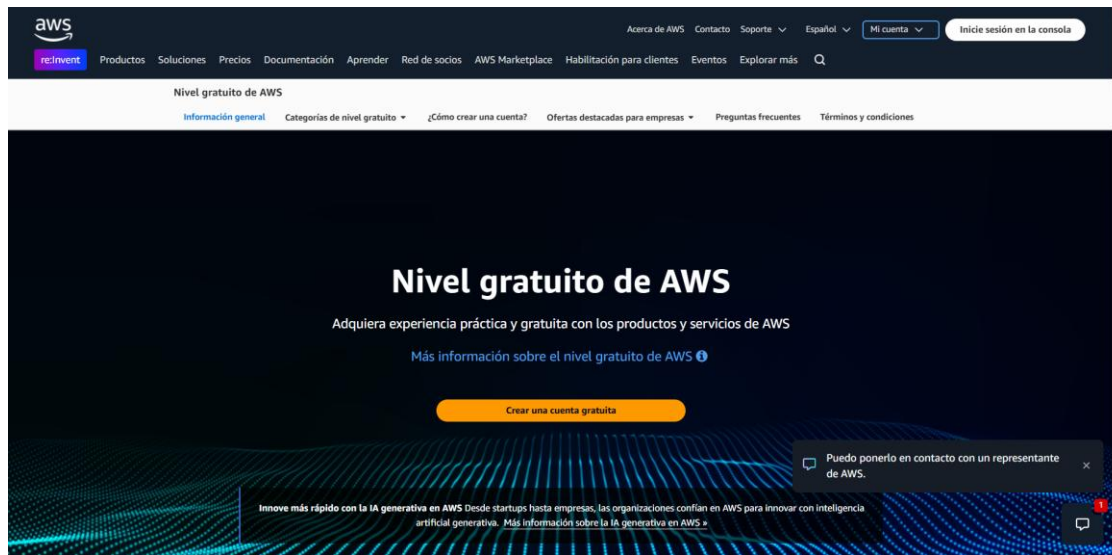 aws
Acerca de AWS Contacto Soporte Español Mi cuenta Inicie sesión en la consola
re:Invent Productos Soluciones Precios Documentación Aprender Red de socios AWS Marketplace Habilitación para clientes Eventos Explorar más
Nivel gratuito de AWS
Información general Categorías de nivel gratuito ¿Cómo crear una cuenta? Ofertas destacadas para empresas Preguntas frecuentes Términos y condiciones
Nivel gratuito de AWS
Adquiera experiencia práctica y gratuita con los productos y servicios de AWS
Más información sobre el nivel gratuito de AWS
Crear una cuenta gratuita
Puedo ponerlo en contacto con un representante
de AWS.
Innove más rápido con la IA generativa en AWS Desde startups hasta empresas, las organizaciones confían en AWS para innovar con inteligencia
artificial generativa. Más información sobre la IA generativa en AWS »
1